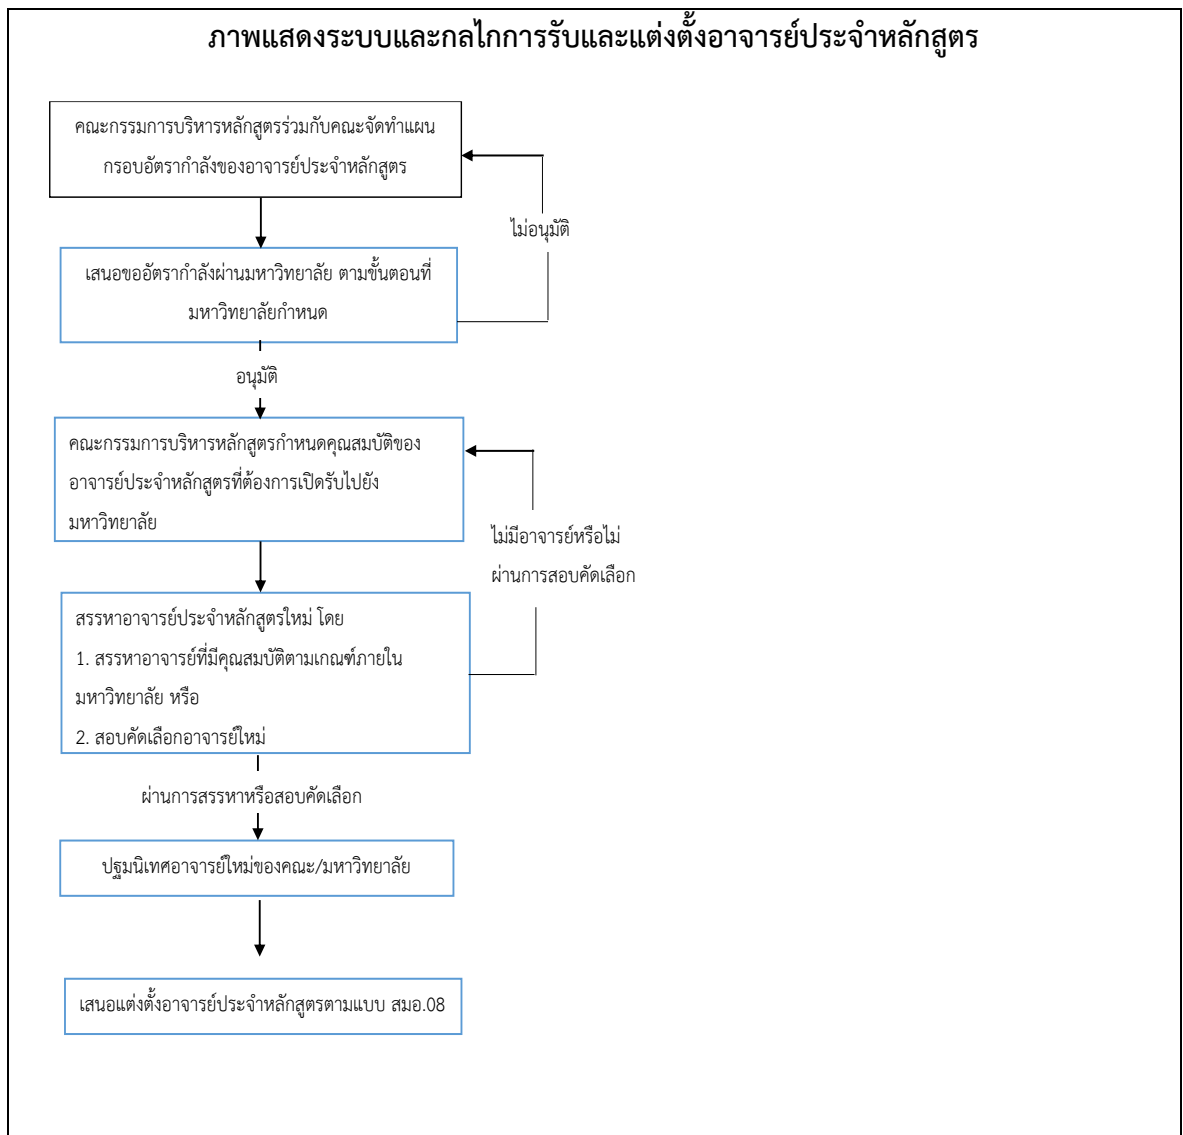 ภาพแสดงระบบและกลไกการรับและแต่งตั้งอาจารย์ประจำหลักสูตร
คณะกรรมการบริหารหลักสูตรร่วมกับคณะจัดทำแผน
กรอบอัตรากำลังของอาจารย์ประจำหลักสูตร
ไม่อนุมัติ
เสนอขออัตรากำลังผ่านมหาวิทยาลัย ตามขั้นตอนที่
มหาวิทยาลัยกำหนด
อนุมัติ
คณะกรรมการบริหารหลักสูตรกำหนดคุณสมบัติของ
อาจารย์ประจำหลักสูตรที่ต้องการเปิดรับไปยัง
มหาวิทยาลัย
ไม่มีอาจารย์หรือไม่
ผ่านการสอบคัดเลือก
สรรหาอาจารย์ประจำหลักสูตรใหม่ โดย
1. สรรหาอาจารย์ที่มีคุณสมบัติตามเกณฑ์ภายใน
มหาวิทยาลัย หรือ
2. สอบคัดเลือกอาจารย์ใหม่
ผ่านการสรรหาหรือสอบคัดเลือก
ปฐมนิเทศอาจารย์ใหม่ของคณะ/มหาวิทยาลัย
เสนอแต่งตั้งอาจารย์ประจำหลักสูตรตามแบบ สมอ.08